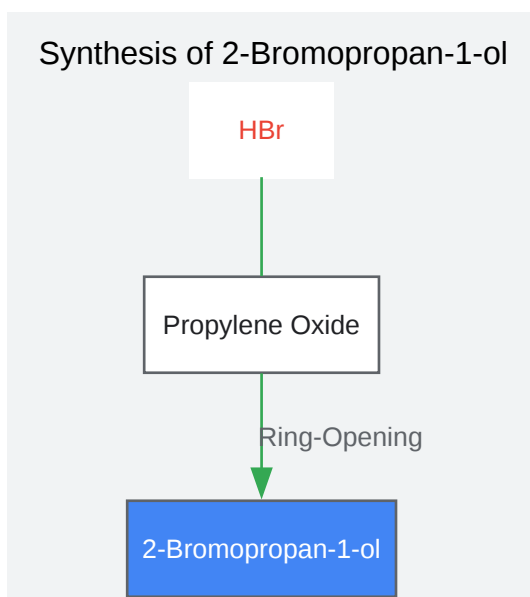 Synthesis of 2-Bromopropan-1-ol
HBr
Propylene Oxide
Ring-Opening
2-Bromopropan-1-ol